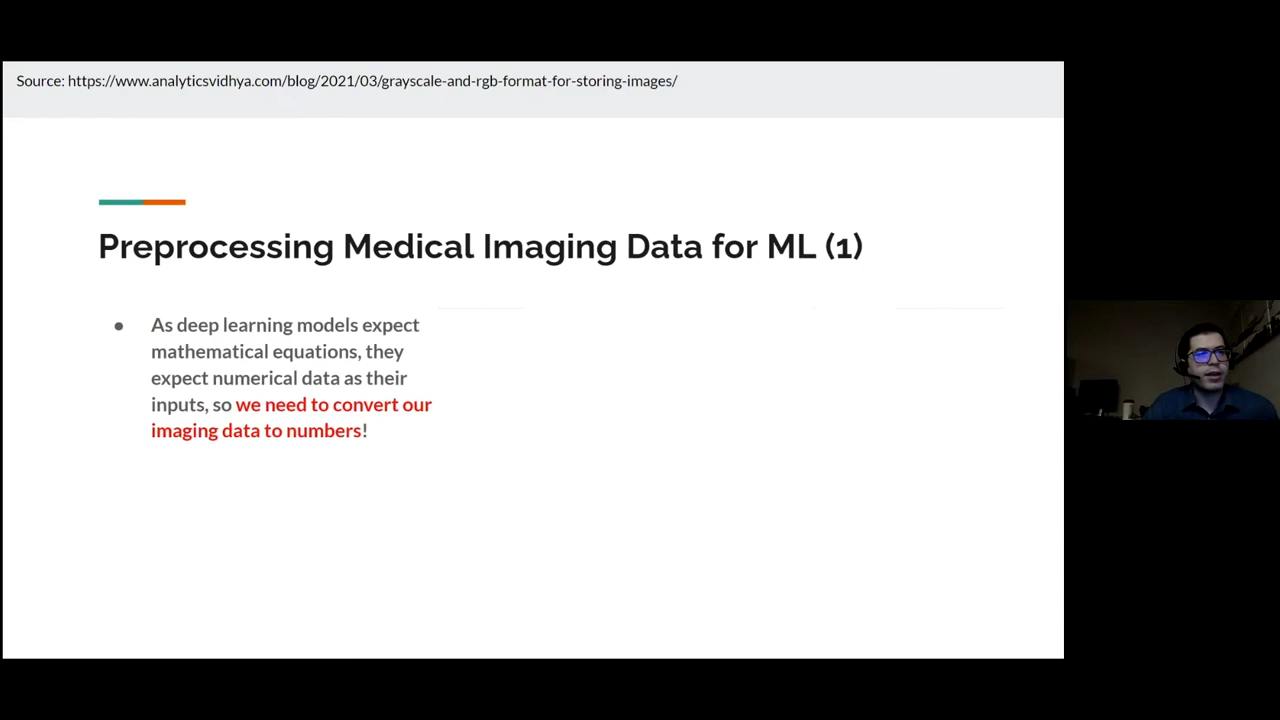 Source: https://www.analyticsvidhya.com/blog/2021/03/grayscale-and-rgb-format-for-storing-images/
Preprocessing Medical Imaging Data for ML (1)
● As deep learning models expect
mathematical equations, they
expect numerical data as their
inputs, so we need to convert our
imaging data to numbers!